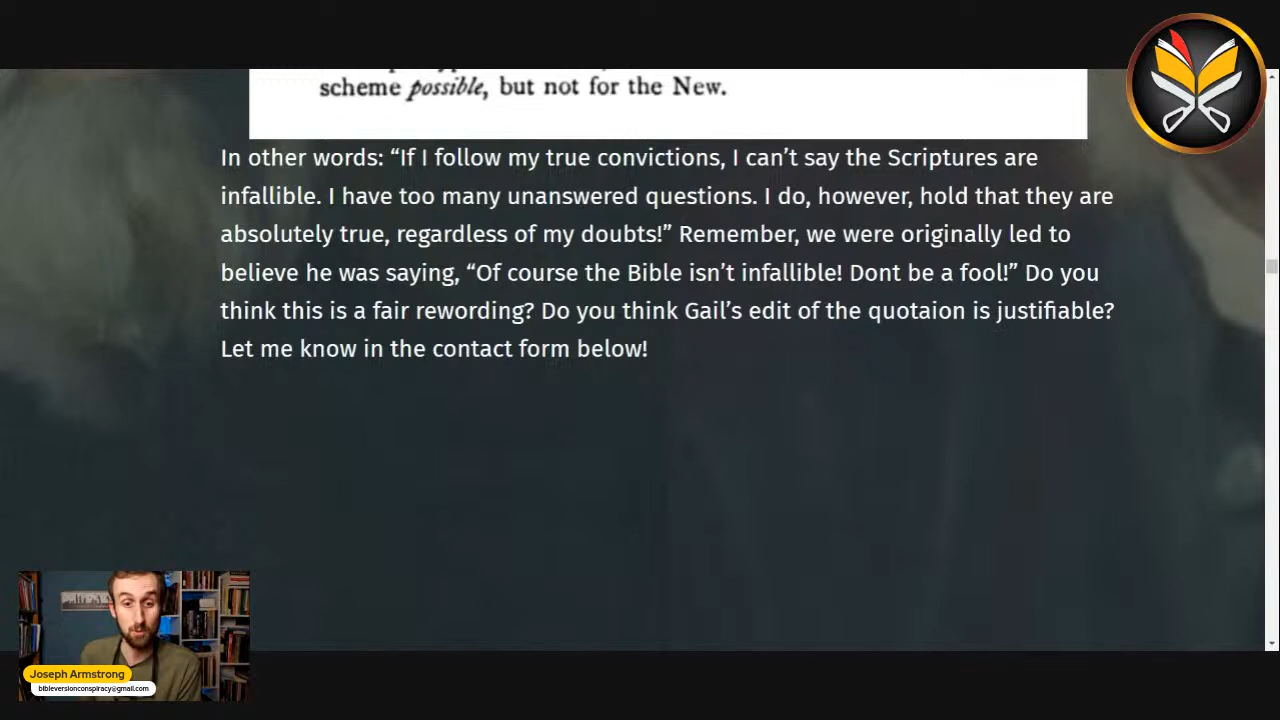 scheme possible, but not for the New.
In other words: “If I follow my true convictions, I can’t say the Scriptures are
infallible. I have too many unanswered questions. I do, however, hold that they are
absolutely true, regardless of my doubts!” Remember, we were originally led to
believe he was saying, “Of course the Bible isn’t infallible! Dont be a fool!” Do you
think this is a fair rewording? Do you think Gail’s edit of the quotaion is justifiable?
Let me know in the contact form below!
Joseph Armstrong
bibleversionconspiracy@gmail.com